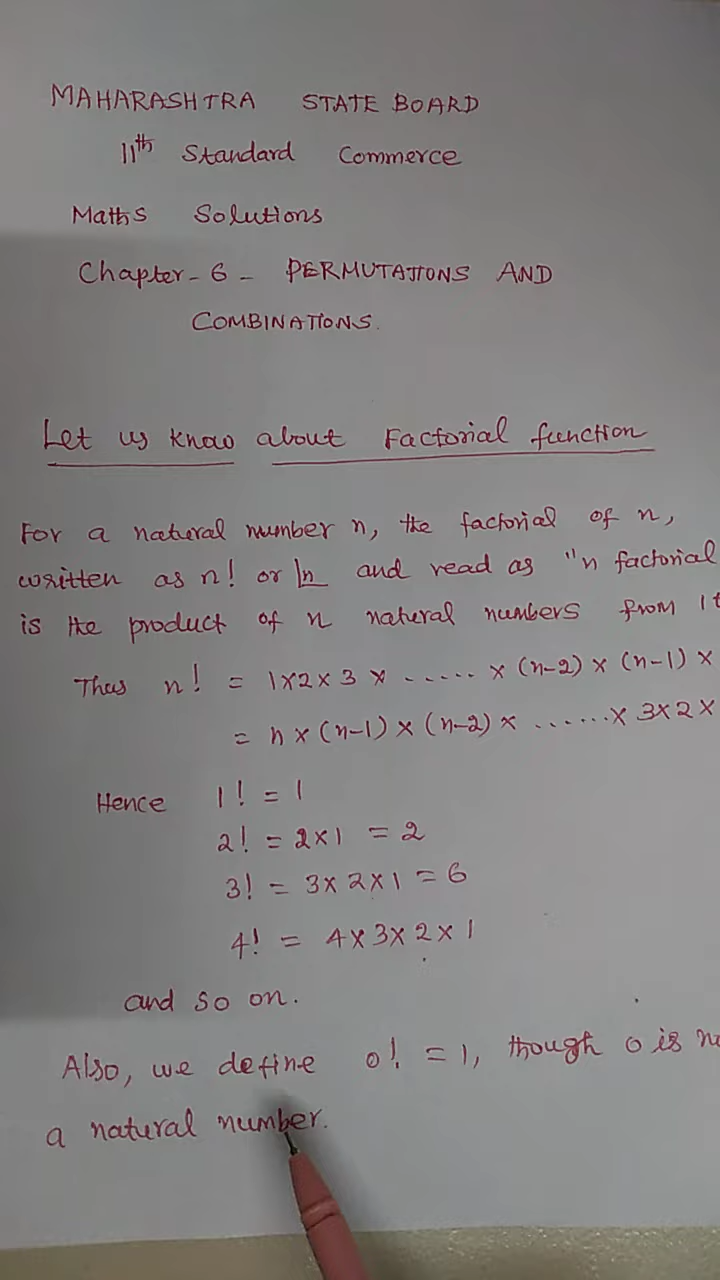 MAHARASHTRA STATE BOARD
11th Standard Commerce
Maths Solutions
Chapter-6- PERMUTATIONS AND
COMBINATIONS.
Let us know about Factorial function
For a natural number n, the factorial of n,
written as n! or |n and read as "n factorial
is the product of n natural numbers from 1 t
Thus n! = 1×2×3×......×(n-2)×(n-1)×
= n×(n-1)×(n-2)×......×3×2×
Hence 1! = 1
2! = 2×1 = 2
3! = 3×2×1 = 6
4! = 4×3×2×1
and so on.
Also, we define 0! = 1, though 0 is no
a natural number.